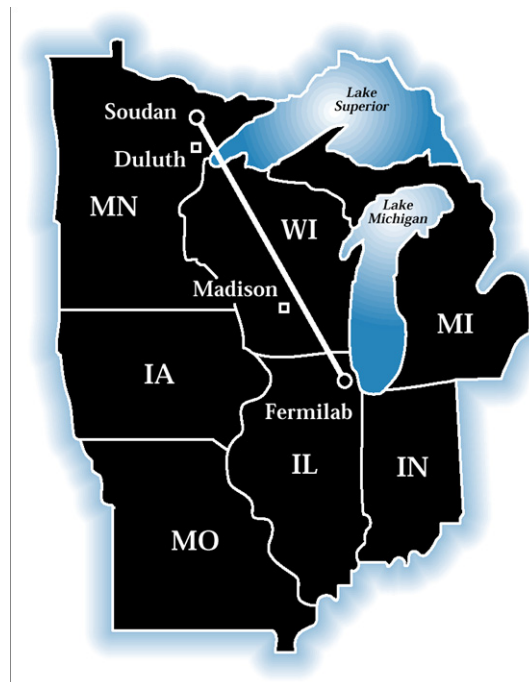 Lake
Superior
Soudan
Duluth
MN
Lake
Michigan
WI
Madison
MI
IA
Fermilab
IL
IN
MO